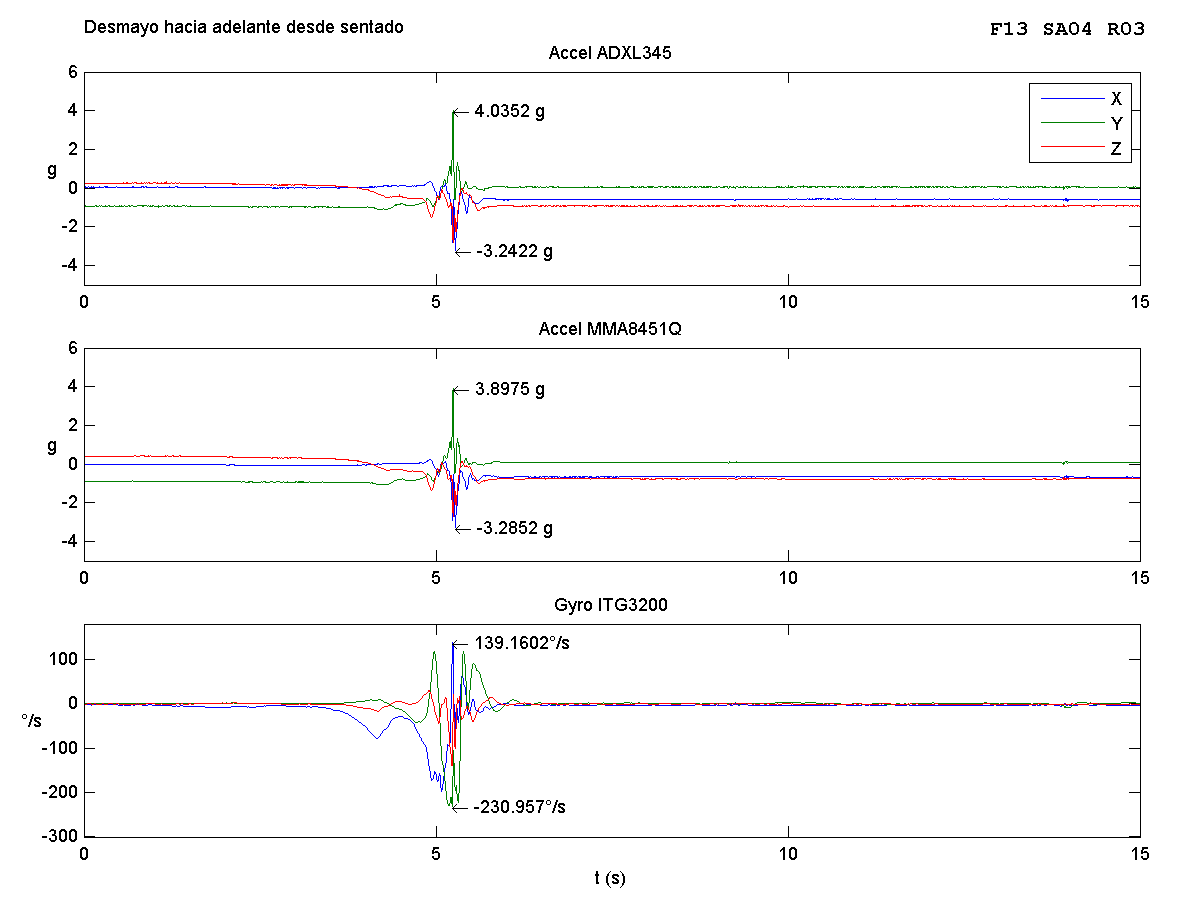 Desmayo hacia adelante desde sentado
F13 SA04 R03
Accel ADXL345
6
4
2
0
-2
-4
g
4.0352 g
-3.2422 g
X
Y
Z
0
5
10
15
Accel MMA8451Q
6
4
2
0
-2
-4
g
3.8975 g
-3.2852 g
0
5
10
15
Gyro ITG3200
100
0
-100
-200
-300
°/s
139.1602°/s
-230.957°/s
0
5
10
15
t (s)